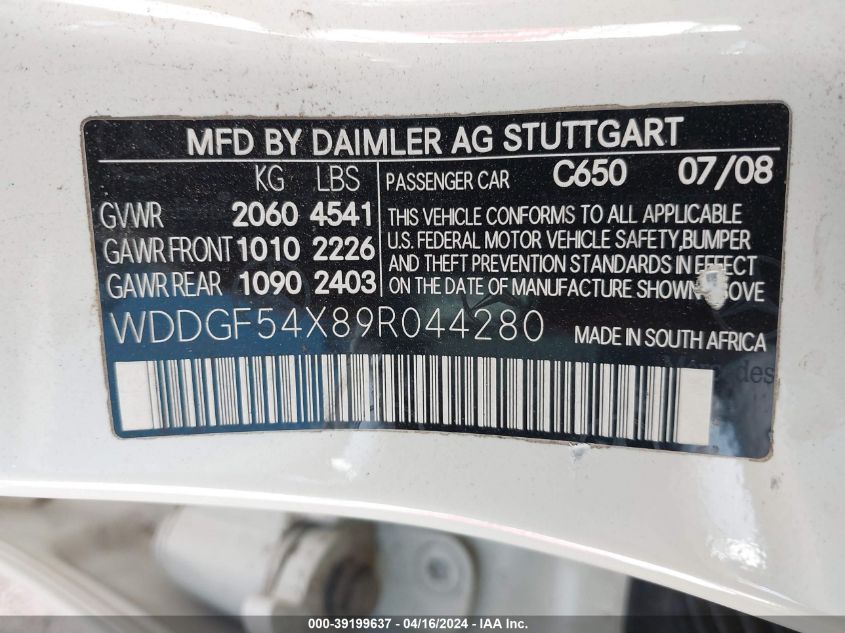 MFD BY DAIMLER AG STUTTGART
KG LBS PASSENGER CAR C650 07/08
GVWR 2060 4541
GAWR FRONT 1010 2226
GAWR REAR 1090 2403
THIS VEHICLE CONFORMS TO ALL APPLICABLE
U.S. FEDERAL MOTOR VEHICLE SAFETY,BUMPER
AND THEFT PREVENTION STANDARDS IN EFFECT
ON THE DATE OF MANUFACTURE SHOWN ABOVE
WDDGF54X89R044280 MADE IN SOUTH AFRICA
Mercedes
000-39199637 - 04/16/2024 - IAA Inc.